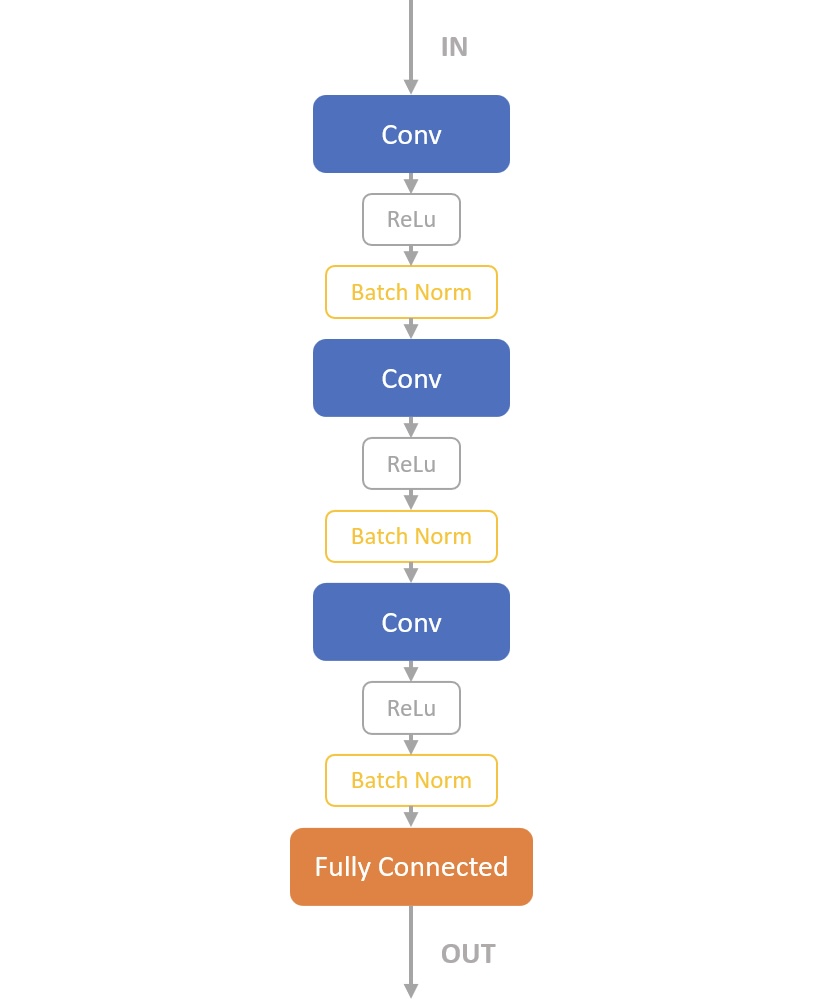 IN
Conv
ReLu
Batch Norm
Conv
ReLu
Batch Norm
Conv
ReLu
Batch Norm
Fully Connected
OUT